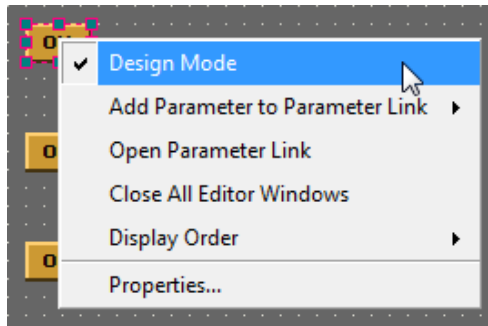 Design Mode
Add Parameter to Parameter Link
Open Parameter Link
Close All Editor Windows
Display Order
Properties...